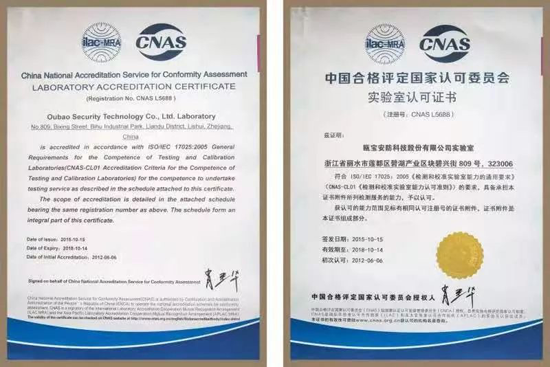 ilac-MRA
CNAS
China National Accreditation Service for Conformity Assessment
LABORATORY ACCREDITATION CERTIFICATE
(Registration No. CNAS L5688)
Oubao Security Technology Co., Ltd. Laboratory
No.809, Bixing Street, Bihu Industrial Park, Liandu District, Lishui, Zhejiang,
China
is accredited in accordance with ISO/IEC 17025:2005 General
Requirements for the Competence of Testing and Calibration
Laboratories(CNAS-CL01 Accreditation Criteria for the Competence of
Testing and Calibration Laboratories) for the competence to undertake
testing service as described in the schedule attached to this certificate.
The scope of accreditation is detailed in the attached schedule
bearing the same registration number as above. The schedule form an
integral part of this certificate.
Date of Issue: 2015-10-15
Date of Expiry: 2018-10-14
Date of Initial Accreditation: 2012-06-06
Signed on behalf of China National Accreditation Service for Conformity Assessment
ilac-MRA
CNAS
中国合格评定国家认可委员会
实验室认可证书
(注册号: CNAS L5688)
兹证明:
瓯宝安防科技股份有限公司实验室
浙江省丽水市莲都区碧湖产业区块碧兴街 809 号, 323006
符合 ISO/IEC 17025: 2005《检测和校准实验室能力的通用要求》
(CNAS-CL01《检测和校准实验室能力认可准则》)的要求, 具备承担本
证书附件所列检测服务的能力, 予以认可。
获认可的能力范围见标有相同认可注册号的证书附件, 证书附件是
本证书组成部分。
签发日期: 2015-10-15
有效期至: 2018-10-14
初次认可: 2012-06-06
中国合格评定国家认可委员会授权人